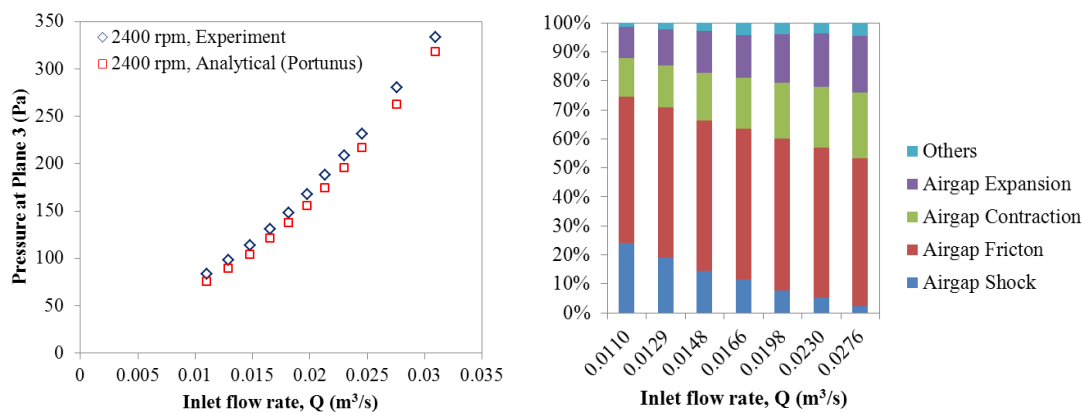 350
300
250
200
150
100
50
0
Pressure at Plane 3 (Pa)
2400 rpm, Experiment
2400 rpm, Analytical (Portunus)
0 0.005 0.01 0.015 0.02 0.025 0.03 0.035
Inlet flow rate, Q (m³/s)
100%
90%
80%
70%
60%
50%
40%
30%
20%
10%
0%
0.0110 0.0129 0.0148 0.0166 0.0198 0.0230 0.0276
Inlet flow rate, Q (m³/s)
Others
Airgap Expansion
Airgap Contraction
Airgap Fricton
Airgap Shock